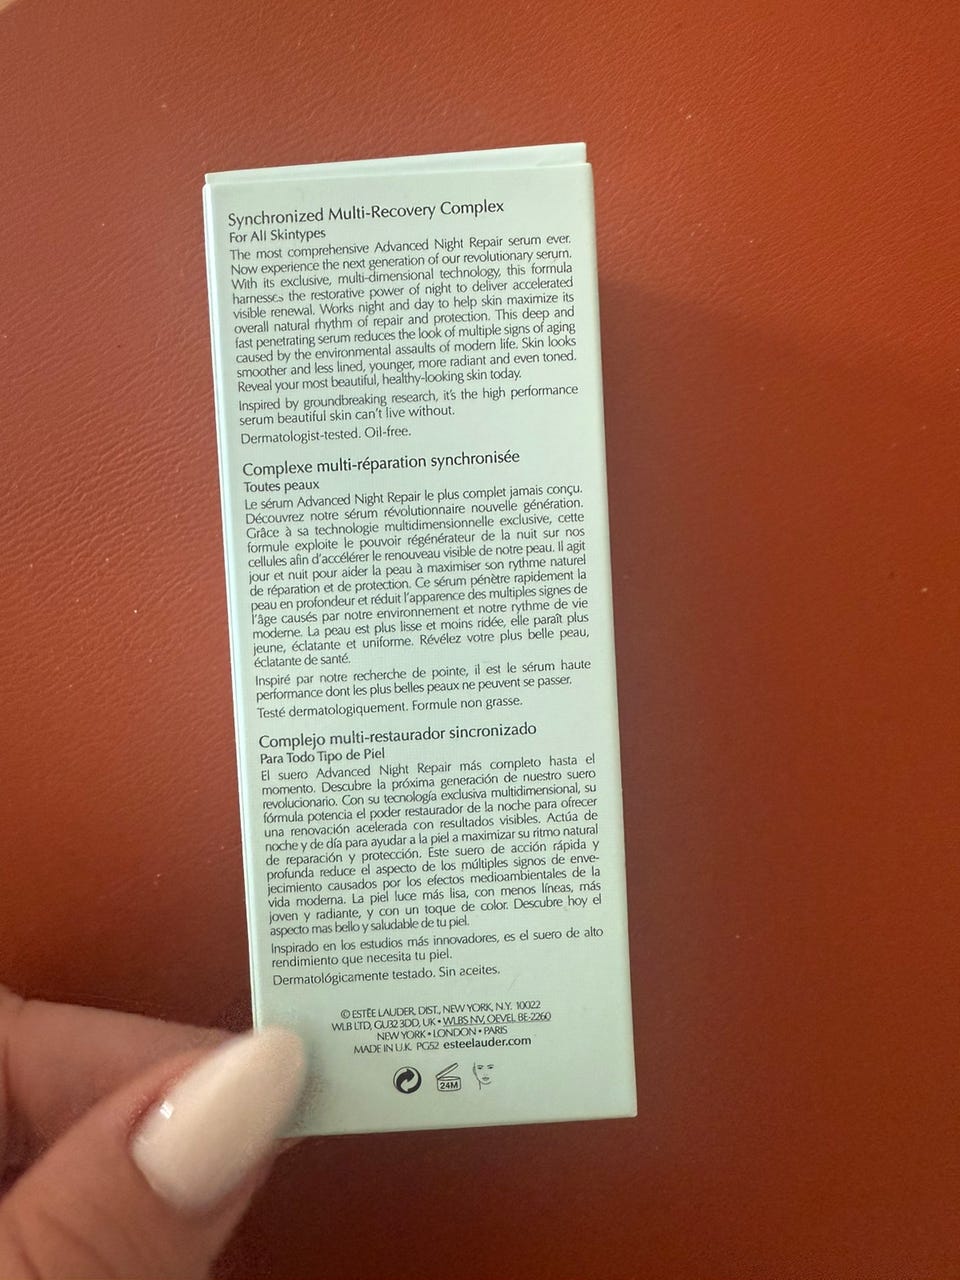 Synchronized Multi-Recovery Complex
For All Skintypes
The most comprehensive Advanced Night Repair serum ever.
Now experience the next generation of our revolutionary serum.
With its exclusive, multi-dimensional technology, this formula
harnesses the restorative power of night to deliver accelerated
visible renewal. Works night and day to help skin maximize its
overall natural rhythm of repair and protection. This deep and
fast penetrating serum reduces the look of multiple signs of aging
caused by the environmental assaults of modern life. Skin looks
smoother and less lined, younger, more radiant and even toned.
Reveal your most beautiful, healthy-looking skin today.
Inspired by groundbreaking research, it's the high performance
serum beautiful skin can't live without.
Dermatologist-tested. Oil-free.
Complexe multi-réparation synchronisée
Toutes peaux
Le sérum Advanced Night Repair le plus complet jamais conçu.
Découvrez notre sérum révolutionnaire nouvelle génération.
Grâce à sa technologie multidimensionnelle exclusive, cette
formule exploite le pouvoir régénérateur de la nuit sur nos
cellules afin d'accélérer le renouveau visible de notre peau. Il agit
jour et nuit pour aider la peau à maximiser son rythme naturel
de réparation et de protection. Ce sérum pénètre rapidement la
peau en profondeur et réduit l'apparence des multiples signes de
l'âge causés par notre environnement et notre rythme de vie
moderne. La peau est plus lisse et moins ridée, elle paraît plus
jeune, éclatante et uniforme. Révélez votre plus belle peau,
éclatante de santé.
Inspiré par notre recherche de pointe, il est le sérum haute
performance dont les plus belles peaux ne peuvent se passer.
Testé dermatologiquement. Formule non grasse.
Complejo multi-restaurador sincronizado
Para Todo Tipo de Piel
El suero Advanced Night Repair más completo hasta el
momento. Descubre la próxima generación de nuestro suero
revolucionario. Con su tecnología exclusiva multidimensional, su
fórmula potencia el poder restaurador de la noche para ofrecer
una renovación acelerada con resultados visibles. Actúa de
noche y de día para ayudar a la piel a maximizar su ritmo natural
de reparación y protección. Este suero de acción rápida y
profunda reduce el aspecto de los múltiples signos de enve-
jecimiento causados por los efectos medioambientales de la
vida moderna. La piel luce más lisa, con menos líneas, más
joven y radiante, y con un toque de color. Descubre hoy el
aspecto mas bello y saludable de tu piel.
Inspirado en los estudios más innovadores, es el suero de alto
rendimiento que necesita tu piel.
Dermatológicamente testado. Sin aceites.
© ESTĒE LAUDER, DIST., NEW YORK, N.Y. 10022
WLB LTD, GU32 3DD, UK • WLBS NV, OEVEL BE-2260
NEW YORK • LONDON • PARIS
MADE IN U.K. PG52 esteelauder.com
24M